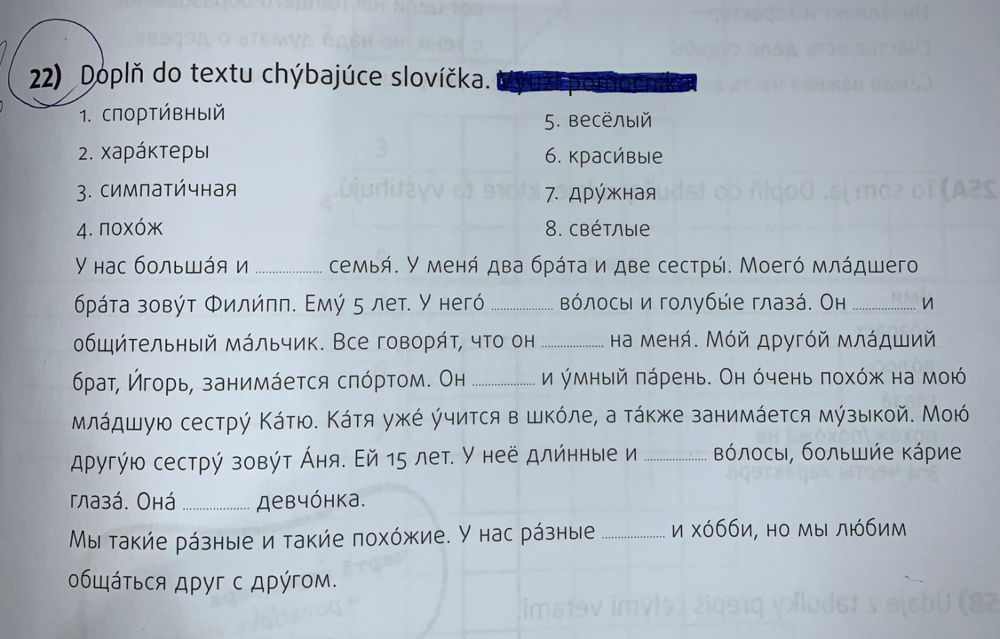 22) Doplň do textu chýbajúce slovíčka.
1. спорти́вный
5. весёлый
2. хара́ктеры
6. краси́вые
3. симпати́чная
7. дру́жная
4. похо́ж
8. све́тлые
У нас больша́я и ............ семья́. У меня́ два бра́та и две сестры́. Моего́ мла́дшего
бра́та зову́т Фили́пп. Ему́ 5 лет. У него́ ............ во́лосы и голубы́е глаза́. Он ............ и
общи́тельный ма́льчик. Все говоря́т, что он ............ на меня́. Мо́й друго́й мла́дший
брат, И́горь, занима́ется спо́ртом. Он ............ и у́мный па́рень. Он о́чень похо́ж на мою́
мла́дшую сестру́ Ка́тю. Ка́тя уже́ у́чится в шко́ле, а та́кже занима́ется му́зыкой. Мою́
другу́ю сестру́ зову́т А́ня. Ей 15 лет. У неё дли́нные и ............ во́лосы, больши́е ка́рие
глаза́. Она́ ............ девчо́нка.
Мы таки́е ра́зные и таки́е похо́жие. У нас ра́зные ............ и хо́бби, но мы лю́бим
обща́ться друг с дру́гом.